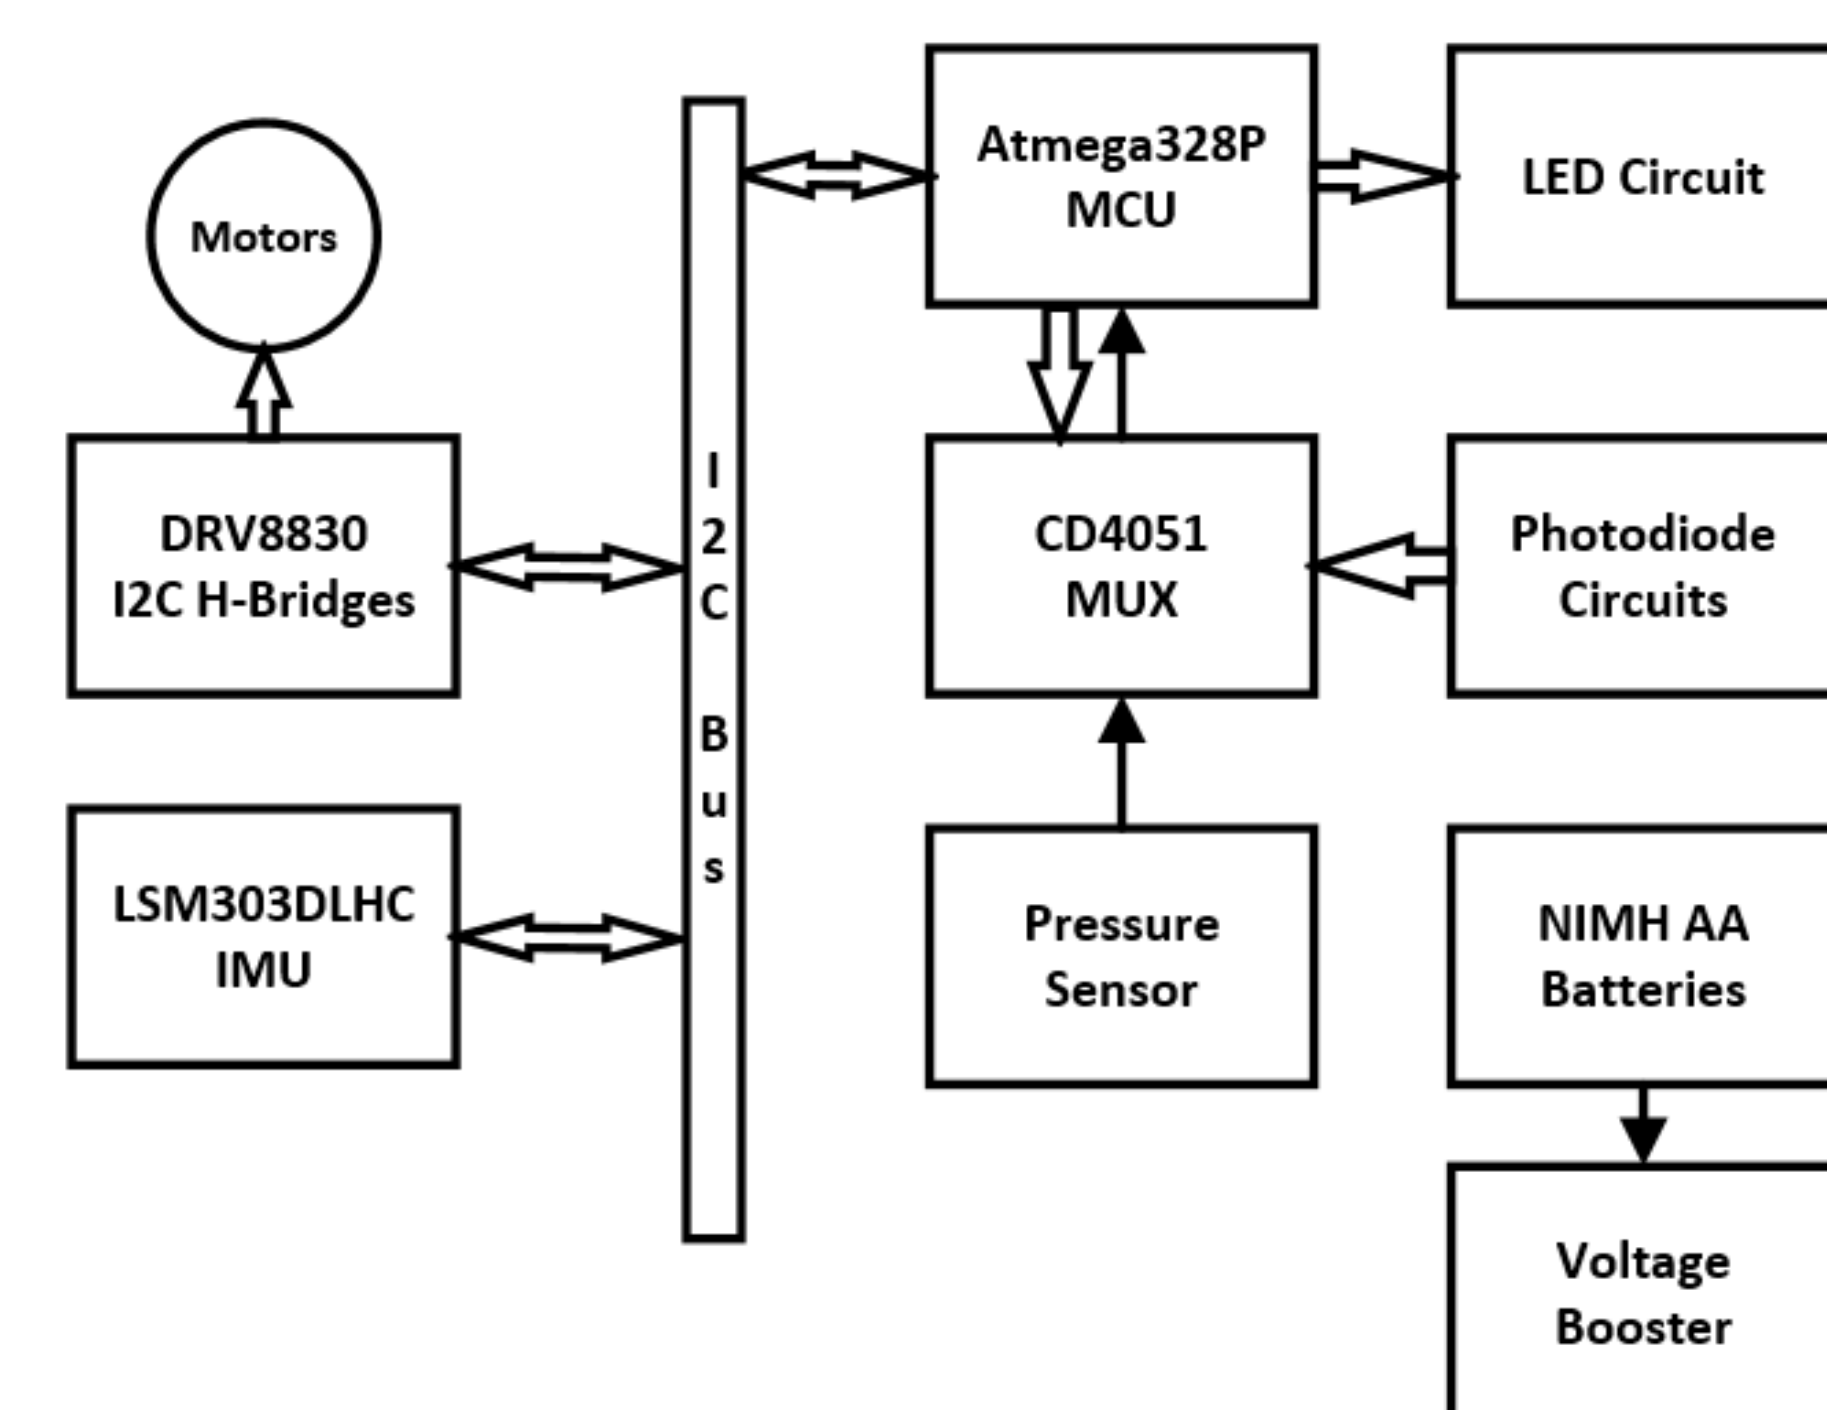 Atmega328P
MCU
LED Circuit
Motors
I
2
C
B
u
s
DRV8830
I2C H-Bridges
CD4051
MUX
Photodiode
Circuits
LSM303DLHC
IMU
Pressure
Sensor
NIMH AA
Batteries
Voltage
Booster